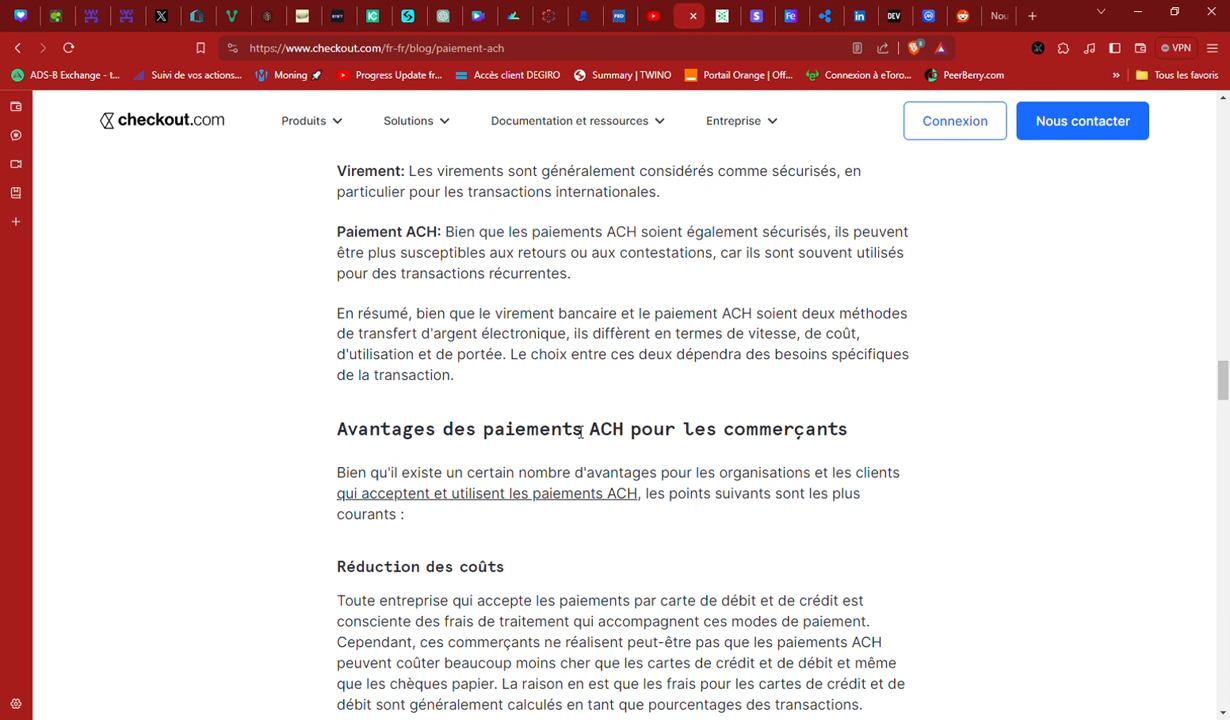 https://www.checkout.com/fr-fr/blog/paiement-ach
VPN
ADS-B Exchange - t...
Suivi de vos actions...
Moning
Progress Update fr...
Accès client DEGIRO
Summary | TWINO
Portail Orange | Off...
Connexion à eToro...
PeerBerry.com
»
Tous les favoris
checkout.com
Produits
Solutions
Documentation et ressources
Entreprise
Connexion
Nous contacter
Virement: Les virements sont généralement considérés comme sécurisés, en
particulier pour les transactions internationales.
Paiement ACH: Bien que les paiements ACH soient également sécurisés, ils peuvent
être plus susceptibles aux retours ou aux contestations, car ils sont souvent utilisés
pour des transactions récurrentes.
En résumé, bien que le virement bancaire et le paiement ACH soient deux méthodes
de transfert d'argent électronique, ils diffèrent en termes de vitesse, de coût,
d'utilisation et de portée. Le choix entre ces deux dépendra des besoins spécifiques
de la transaction.
Avantages des paiements ACH pour les commerçants
Bien qu'il existe un certain nombre d'avantages pour les organisations et les clients
qui acceptent et utilisent les paiements ACH, les points suivants sont les plus
courants :
Réduction des coûts
Toute entreprise qui accepte les paiements par carte de débit et de crédit est
consciente des frais de traitement qui accompagnent ces modes de paiement.
Cependant, ces commerçants ne réalisent peut-être pas que les paiements ACH
peuvent coûter beaucoup moins cher que les cartes de crédit et de débit et même
que les chèques papier. La raison en est que les frais pour les cartes de crédit et de
débit sont généralement calculés en tant que pourcentages des transactions.